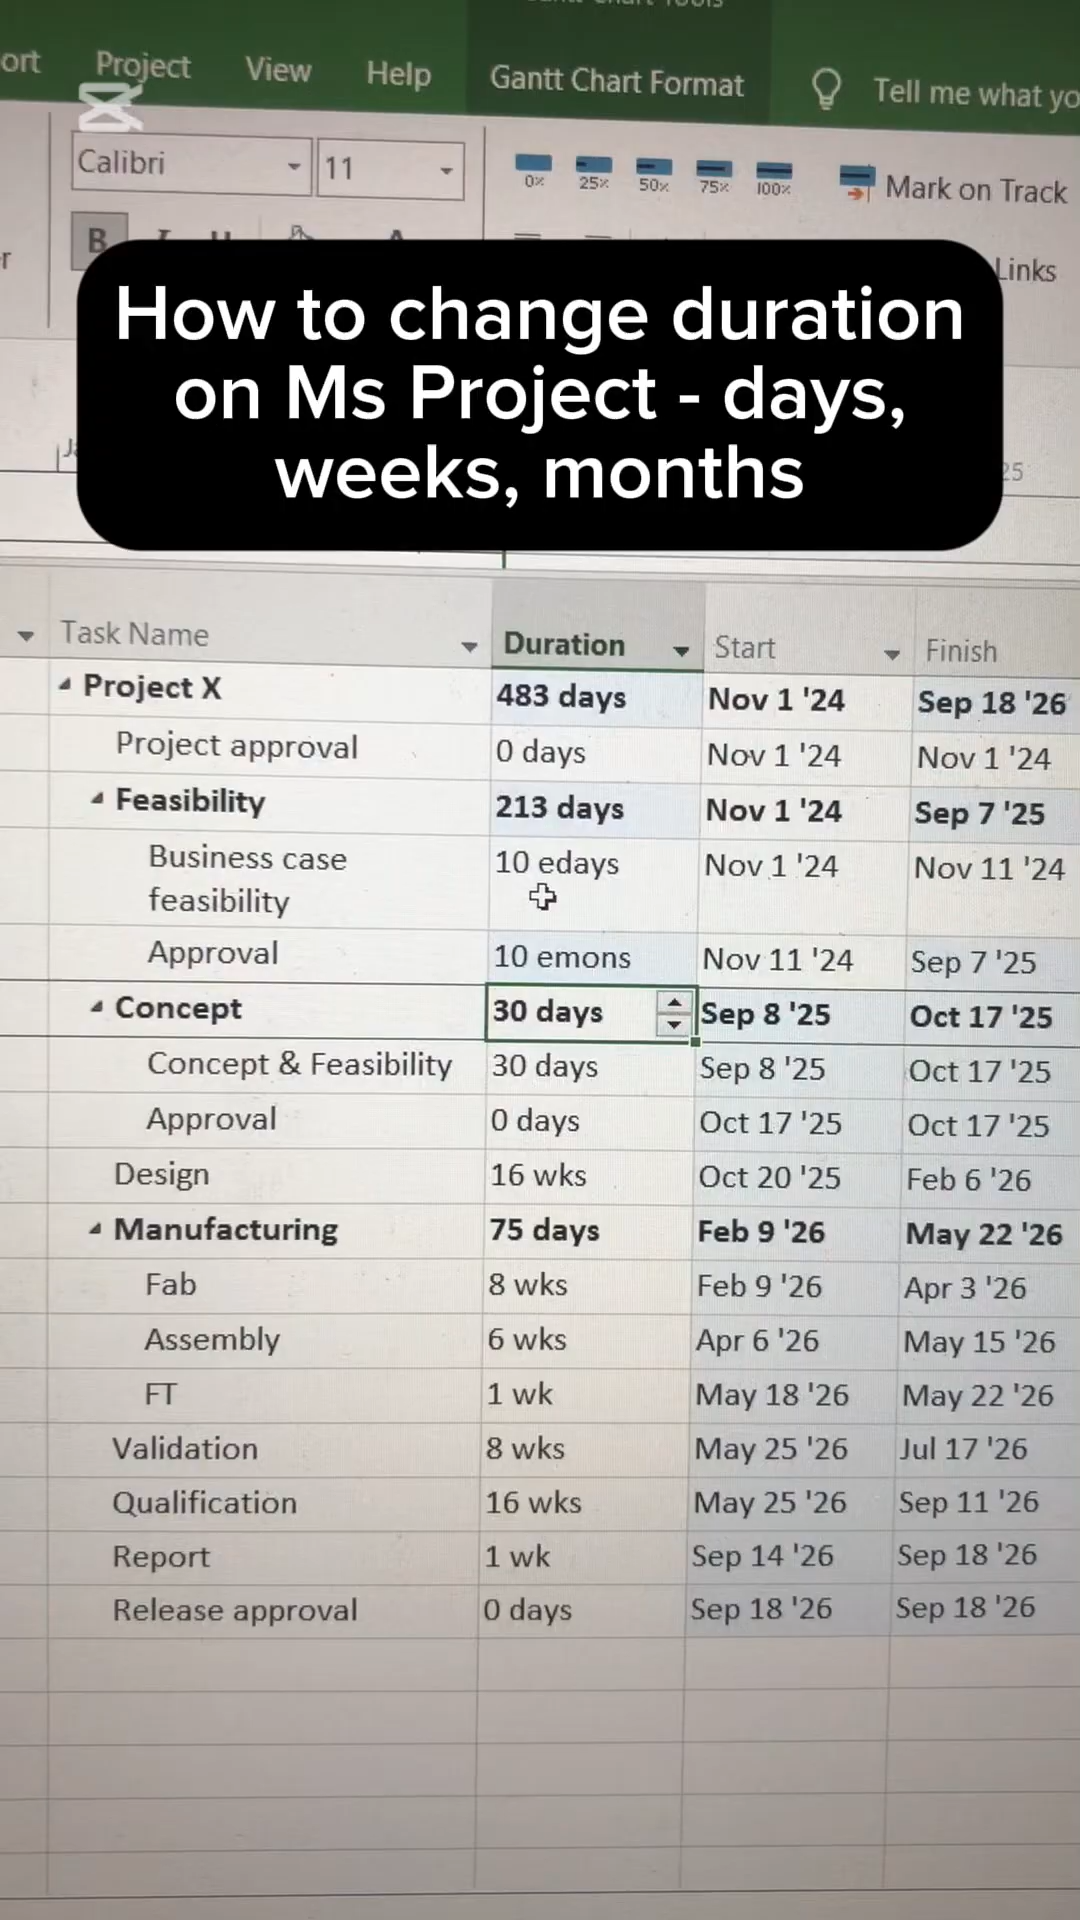 ort Project View Help Gantt Chart Format Tell me what yo
Calibri 11 0% 25% 50% 75% 100% Mark on Track
B Links
How to change duration
on Ms Project - days,
weeks, months
25
Task Name Duration Start Finish
Project X 483 days Nov 1 '24 Sep 18 '26
Project approval 0 days Nov 1 '24 Nov 1 '24
Feasibility 213 days Nov 1 '24 Sep 7 '25
Business case
feasibility 10 edays Nov 1 '24 Nov 11 '24
Approval 10 emons Nov 11 '24 Sep 7 '25
Concept 30 days Sep 8 '25 Oct 17 '25
Concept & Feasibility 30 days Sep 8 '25 Oct 17 '25
Approval 0 days Oct 17 '25 Oct 17 '25
Design 16 wks Oct 20 '25 Feb 6 '26
Manufacturing 75 days Feb 9 '26 May 22 '26
Fab 8 wks Feb 9 '26 Apr 3 '26
Assembly 6 wks Apr 6 '26 May 15 '26
FT 1 wk May 18 '26 May 22 '26
Validation 8 wks May 25 '26 Jul 17 '26
Qualification 16 wks May 25 '26 Sep 11 '26
Report 1 wk Sep 14 '26 Sep 18 '26
Release approval 0 days Sep 18 '26 Sep 18 '26